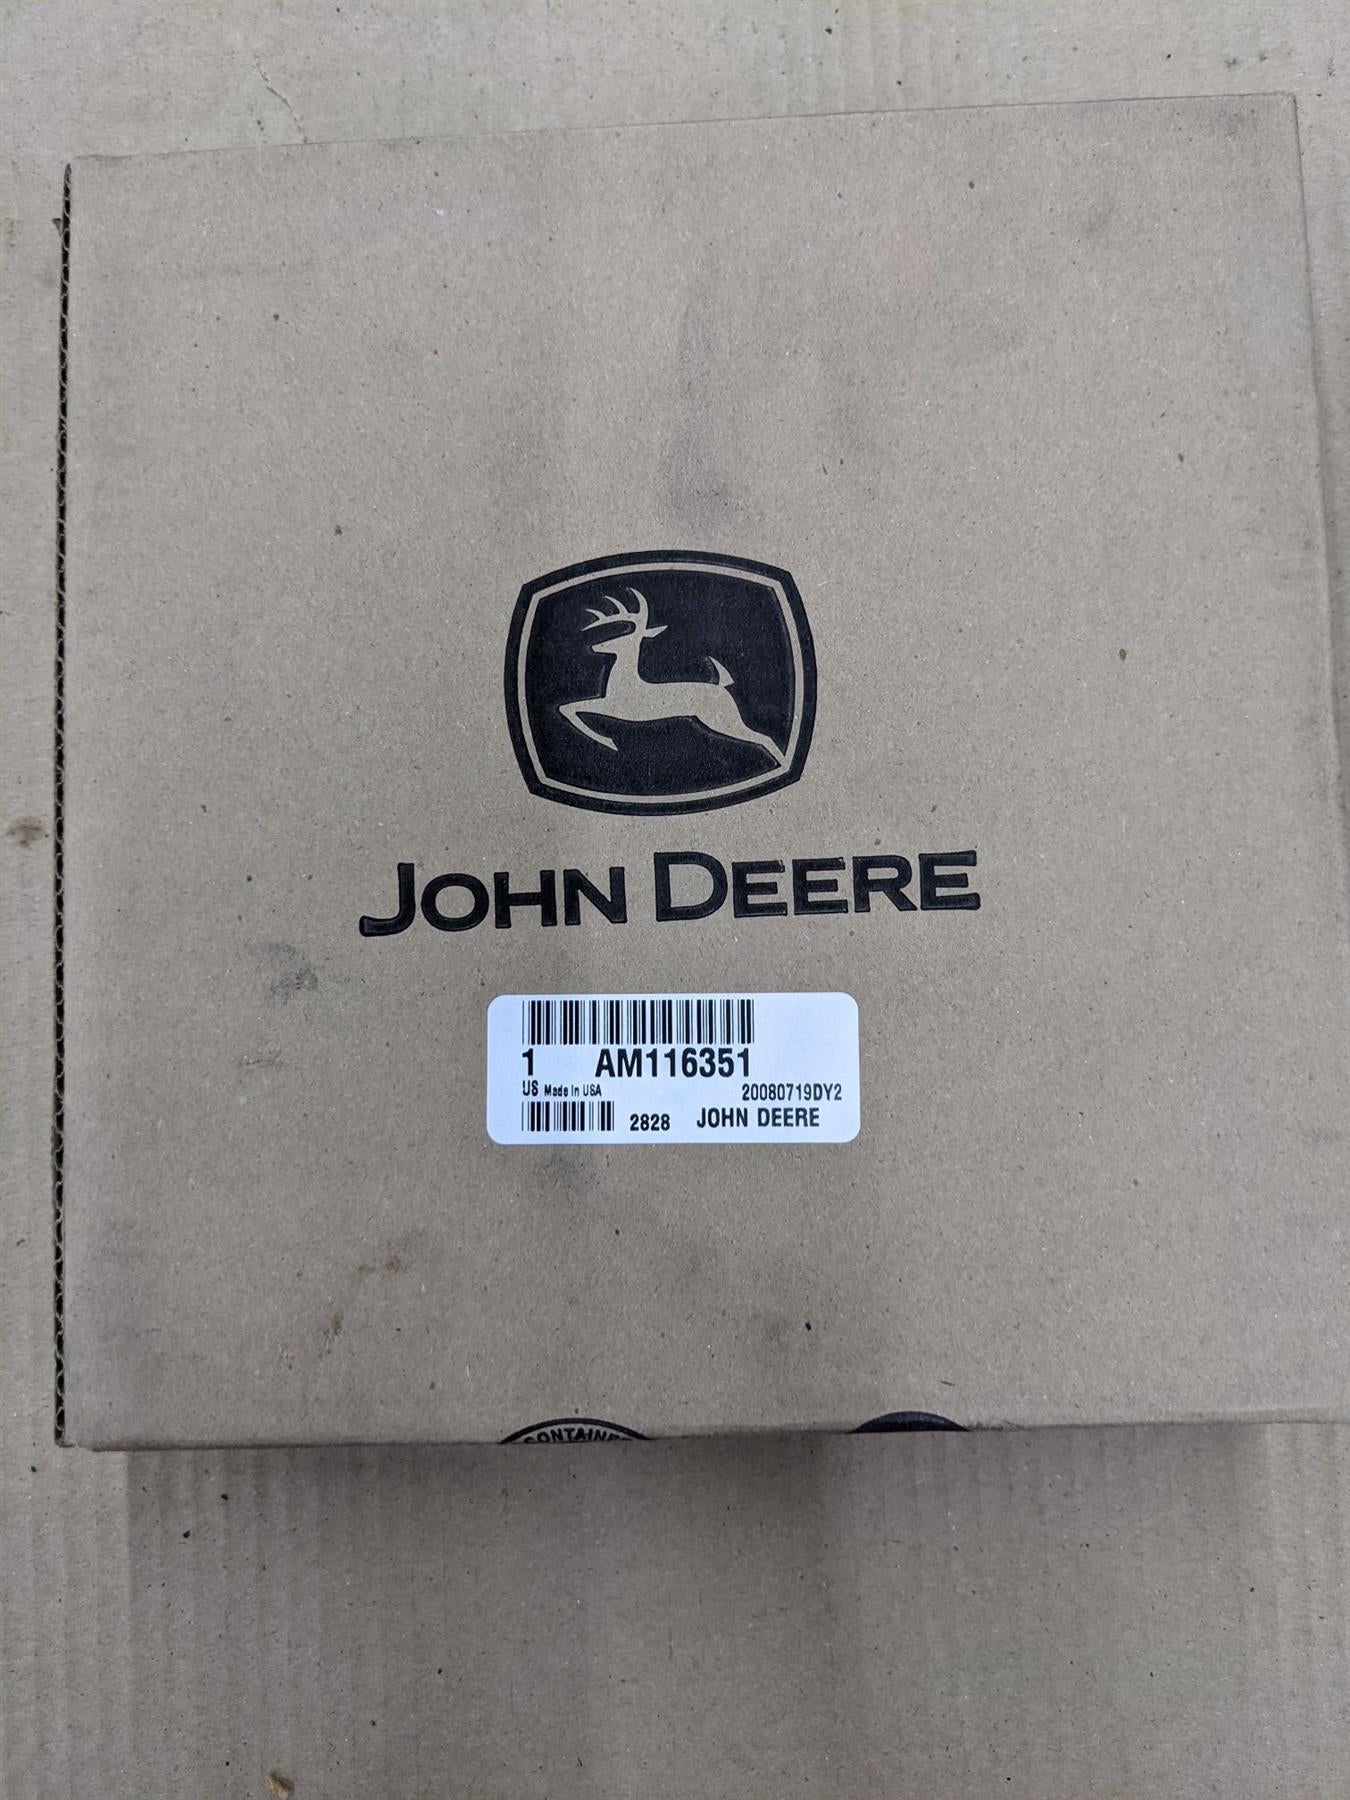 JOHN DEERE
1 AM116351
US Made In USA 20080719DY2
2828 JOHN DEERE